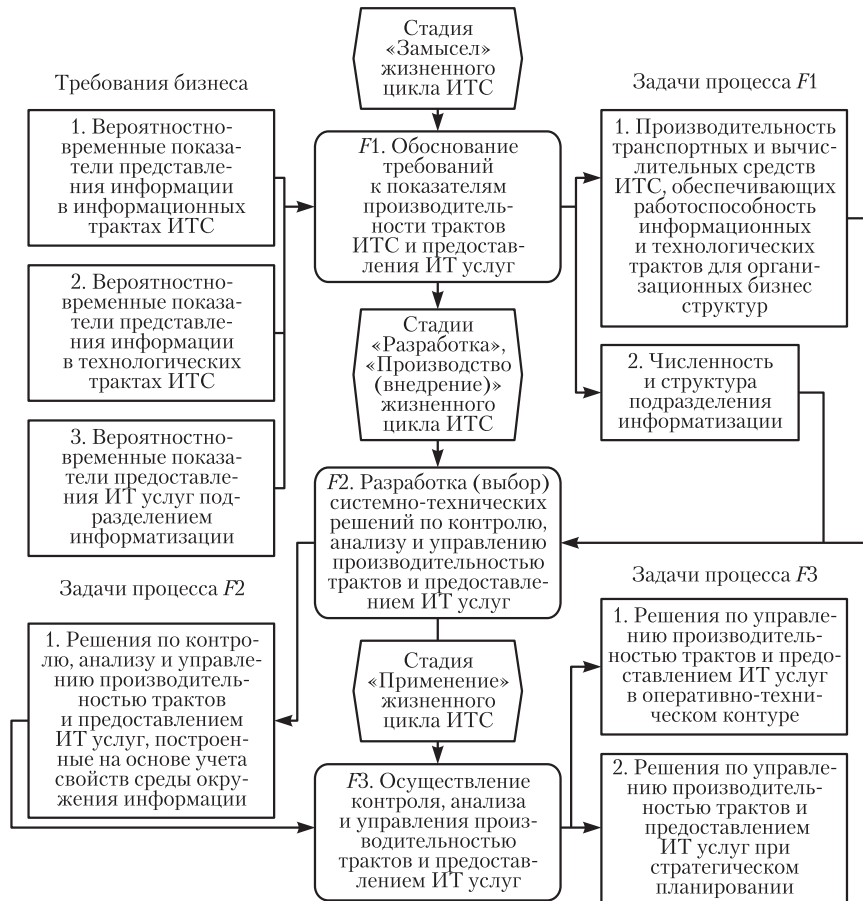 Стадия
«Замысел»
жизненного
цикла ИТС
Требования бизнеса
1. Вероятностно-
временные показа-
тели представле-
ния информации
в информационных
трактах ИТС
2. Вероятностно-
временные показа-
тели представле-
ния информации
в технологических
трактах ИТС
3. Вероятностно-
временные показа-
тели предоставле-
ния ИТ услуг под-
разделением
информатизации
F1. Обоснование
требований
к показателям
производитель-
ности трактов
ИТС и предостав-
ления ИТ услуг
Задачи процесса F1
1. Производительность
транспортных и вычис-
лительных средств
ИТС, обеспечивающих
работоспособность
информационных
и технологических
трактов для органи-
зационных бизнес
структур
2. Численность
и структура
подразделения
информатизации
Стадии
«Разработка»,
«Производство
(внедрение)»
жизненного
цикла ИТС
F2. Разработка (выбор)
системно-технических
решений по контролю,
анализу и управлению
производительностью
трактов и предоставле-
нием ИТ услуг
Задачи процесса F2
1. Решения по контро-
лю, анализу и управле-
нию производитель-
ностью трактов
и предоставлением
ИТ услуг, построен-
ные на основе учета
свойств среды окру-
жения информации
Стадия
«Применение»
жизненного
цикла ИТС
F3. Осуществление
контроля, анализа
и управления произ-
водительностью
трактов и предостав-
лением ИТ услуг
Задачи процесса F3
1. Решения по управле-
нию производитель-
ностью трактов и предо-
ставлением ИТ услуг
в оперативно-техни-
ческом контуре
2. Решения по управле-
нию производитель-
ностью трактов и
предоставлением
ИТ услуг при
стратегическом
планировании